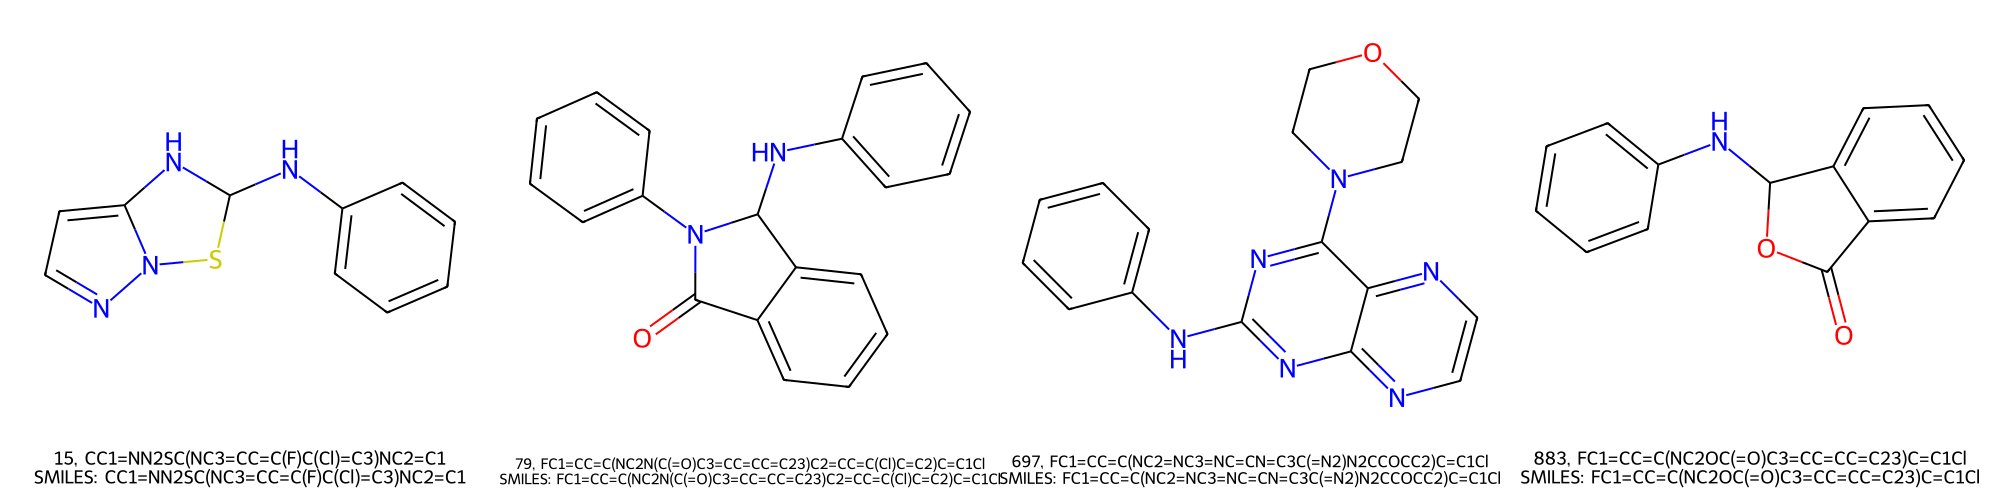 O
H
N
H
N
N
N
S
HN
N
O
N
N
N
N
N
N
H
H
N
O
O
15, CC1=NN2SC(NC3=CC=C(F)C(Cl)=C3)NC2=C1
SMILES: CC1=NN2SC(NC3=CC=C(F)C(Cl)=C3)NC2=C1
79, FC1=CC=C(NC2N(C(=O)C3=CC=CC=C23)C2=CC=C(Cl)C=C2)C=C1Cl
SMILES: FC1=CC=C(NC2N(C(=O)C3=CC=CC=C23)C2=CC=C(Cl)C=C2)C=C1Cl
697, FC1=CC=C(NC2=NC3=NC=CN=C3C(=N2)N2CCOCC2)C=C1Cl
SMILES: FC1=CC=C(NC2=NC3=NC=CN=C3C(=N2)N2CCOCC2)C=C1Cl
883, FC1=CC=C(NC2OC(=O)C3=CC=CC=C23)C=C1Cl
SMILES: FC1=CC=C(NC2OC(=O)C3=CC=CC=C23)C=C1Cl